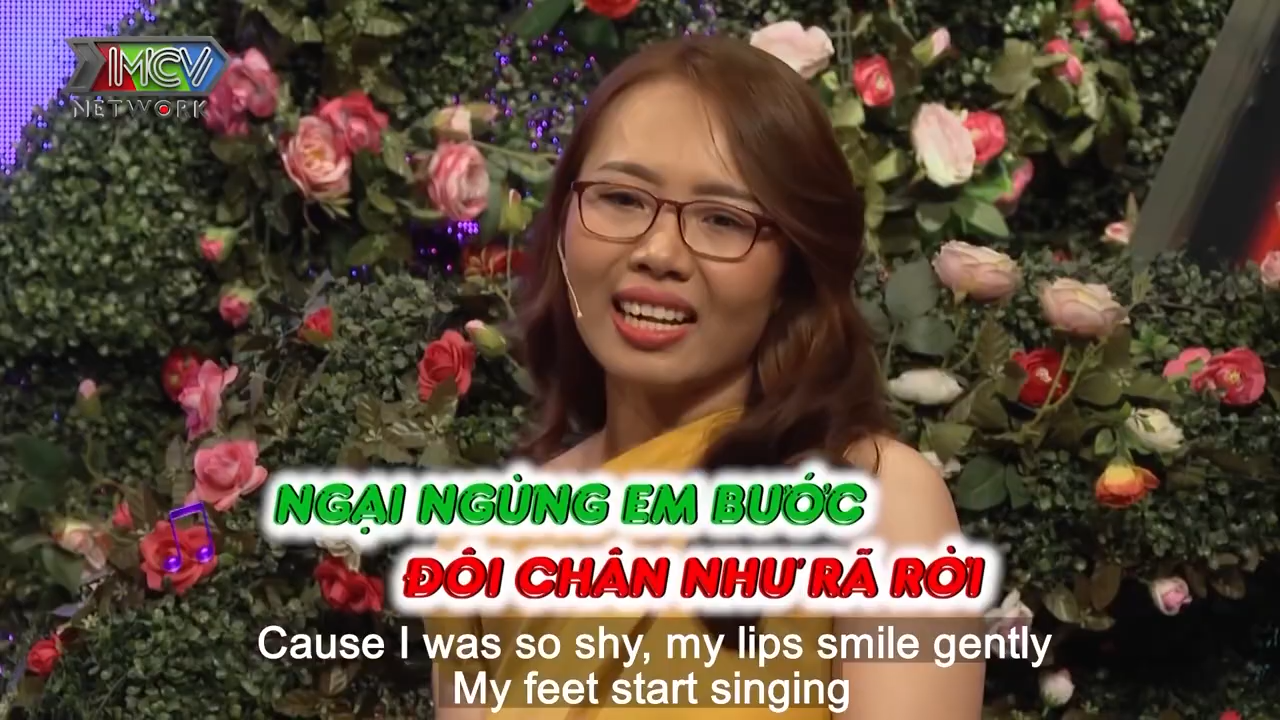 MCV
NETWORK
NGẠI NGÙNG EM BƯỚC
ĐÔI CHÂN NHƯ RÃ RỜI
Cause I was so shy, my lips smile gently
My feet start singing